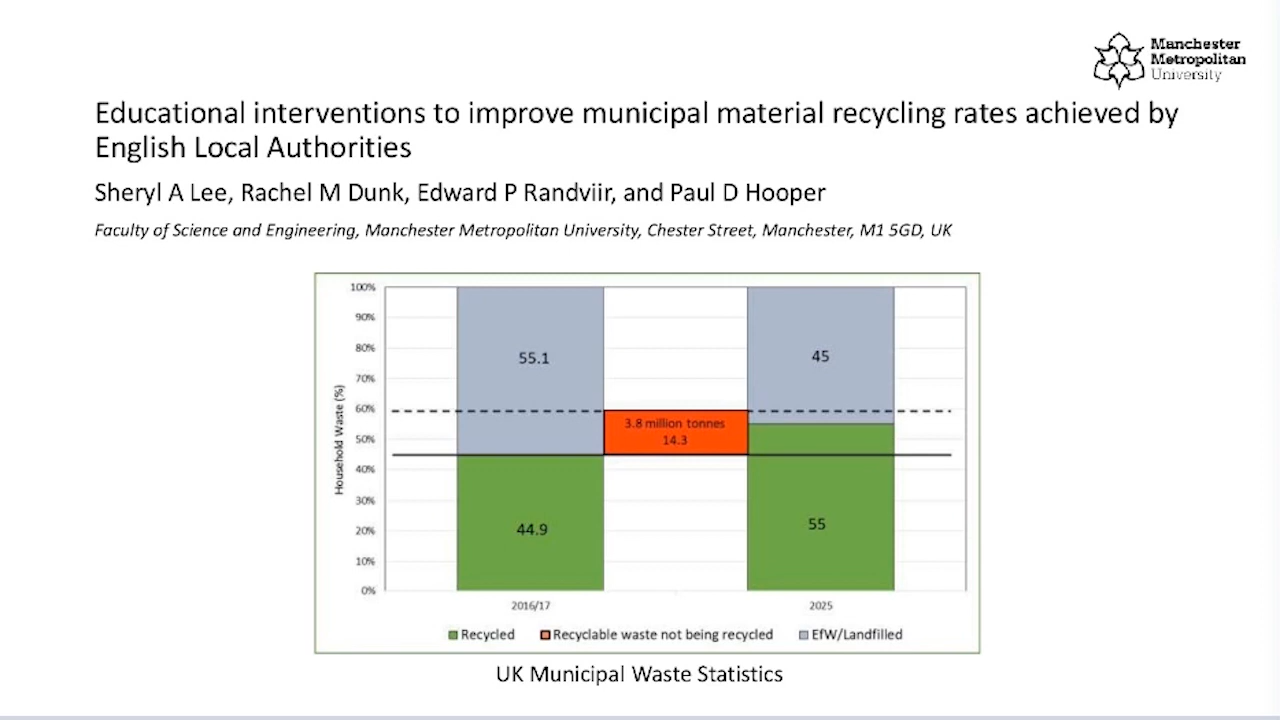 Manchester
Metropolitan
University
Educational interventions to improve municipal material recycling rates achieved by
English Local Authorities
Sheryl A Lee, Rachel M Dunk, Edward P Randviir, and Paul D Hooper
Faculty of Science and Engineering, Manchester Metropolitan University, Chester Street, Manchester, M1 5GD, UK
Household Waste (%)
100%
90%
80%
70%
60%
50%
40%
30%
20%
10%
0%
55.1
45
3.8 million tonnes
14.3
44.9
55
2016/17
2025
Recycled
Recyclable waste not being recycled
EfW/Landfilled
UK Municipal Waste Statistics